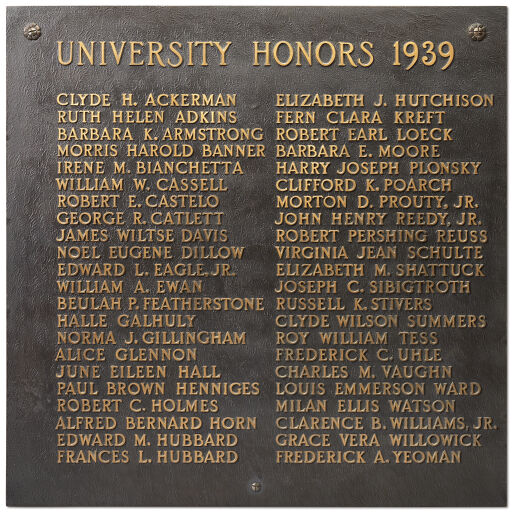 UNIVERSITY HONORS 1939
CLYDE H. ACKERMAN
RUTH HELEN ADKINS
BARBARA K. ARMSTRONG
MORRIS HAROLD BANNER
IRENE M. BIANCHETTA
WILLIAM W. CASSELL
ROBERT E. CASTELO
GEORGE R. CATLETT
JAMES WILTSE DAVIS
NOEL EUGENE DILLOW
EDWARD L. EAGLE, JR.
WILLIAM A. EWAN
BEULAH P. FEATHERSTONE
HALLE GALHULY
NORMA J. GILLINGHAM
ALICE GLENNON
JUNE EILEEN HALL
PAUL BROWN HENNIGES
ROBERT C. HOLMES
ALFRED BERNARD HORN
EDWARD M. HUBBARD
FRANCES L. HUBBARD
ELIZABETH J. HUTCHISON
FERN CLARA KREFT
ROBERT EARL LOECK
BARBARA E. MOORE
HARRY JOSEPH PLONSKY
CLIFFORD K. POARCH
MORTON D. PROUTY, JR.
JOHN HENRY REEDY, JR.
ROBERT PERSHING REUSS
VIRGINIA JEAN SCHULTE
ELIZABETH M. SHATTUCK
JOSEPH C. SIBIGTROTH
RUSSELL K. STIVERS
CLYDE WILSON SUMMERS
ROY WILLIAM TESS
FREDERICK C. UHLE
CHARLES M. VAUGHN
LOUIS EMMERSON WARD
MILAN ELLIS WATSON
CLARENCE B. WILLIAMS, JR.
GRACE VERA WILLOWICK
FREDERICK A. YEOMAN